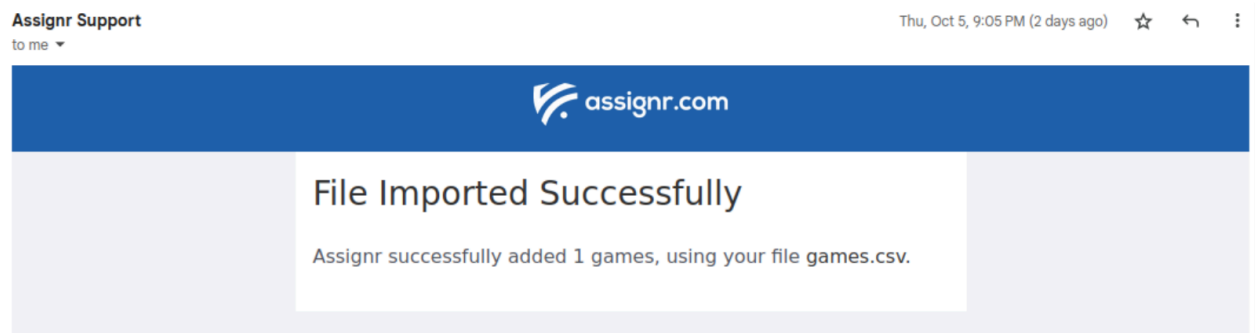 Assignr Support
Thu, Oct 5, 9:05 PM (2 days ago)
to me
assignr.com
File Imported Successfully
Assignr successfully added 1 games, using your file games.csv.